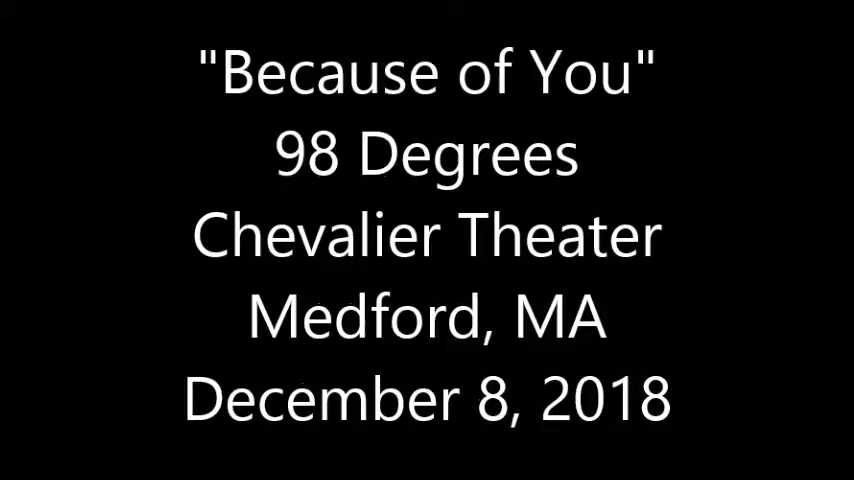 "Because of You"
98 Degrees
Chevalier Theater
Medford, MA
December 8, 2018